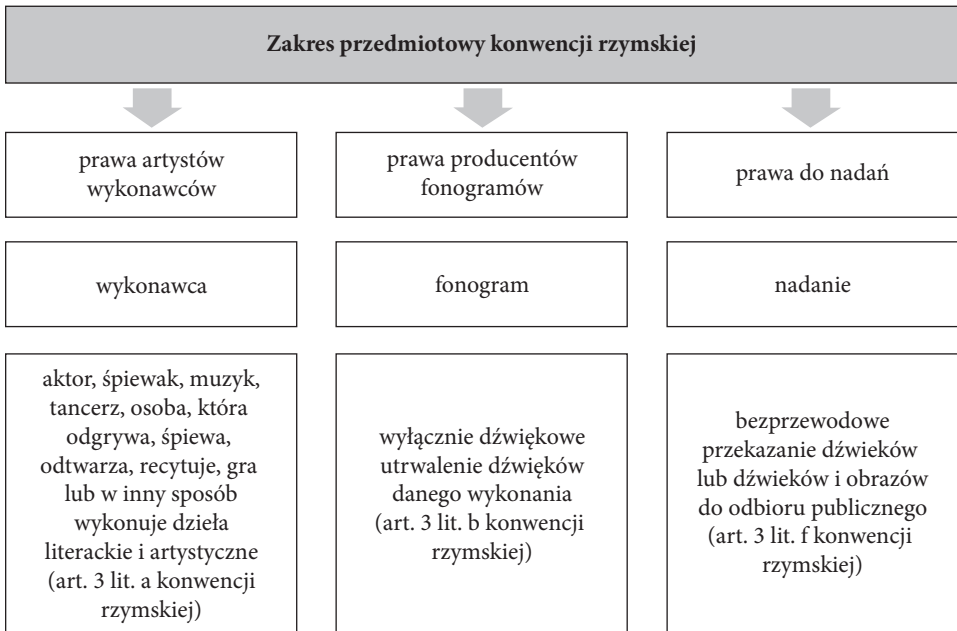 Zakres przedmiotowy konwencji rzymskiej
prawa artystów
wykonawców
prawa producentów
fonogramów
prawa do nadań
wykonawca
fonogram
nadanie
aktor, śpiewak, muzyk,
tancerz, osoba, która
odgrywa, śpiewa,
odtwarza, recytuje, gra
lub w inny sposób
wykonuje dzieła
literackie i artystyczne
(art. 3 lit. a konwencji
rzymskiej)
wyłącznie dźwiękowe
utrwalenie dźwięków
danego wykonania
(art. 3 lit. b konwencji
rzymskiej)
bezprzewodowe
przekazanie dźwieków
lub dźwieków i obrazów
do odbioru publicznego
(art. 3 lit. f konwencji
rzymskiej)